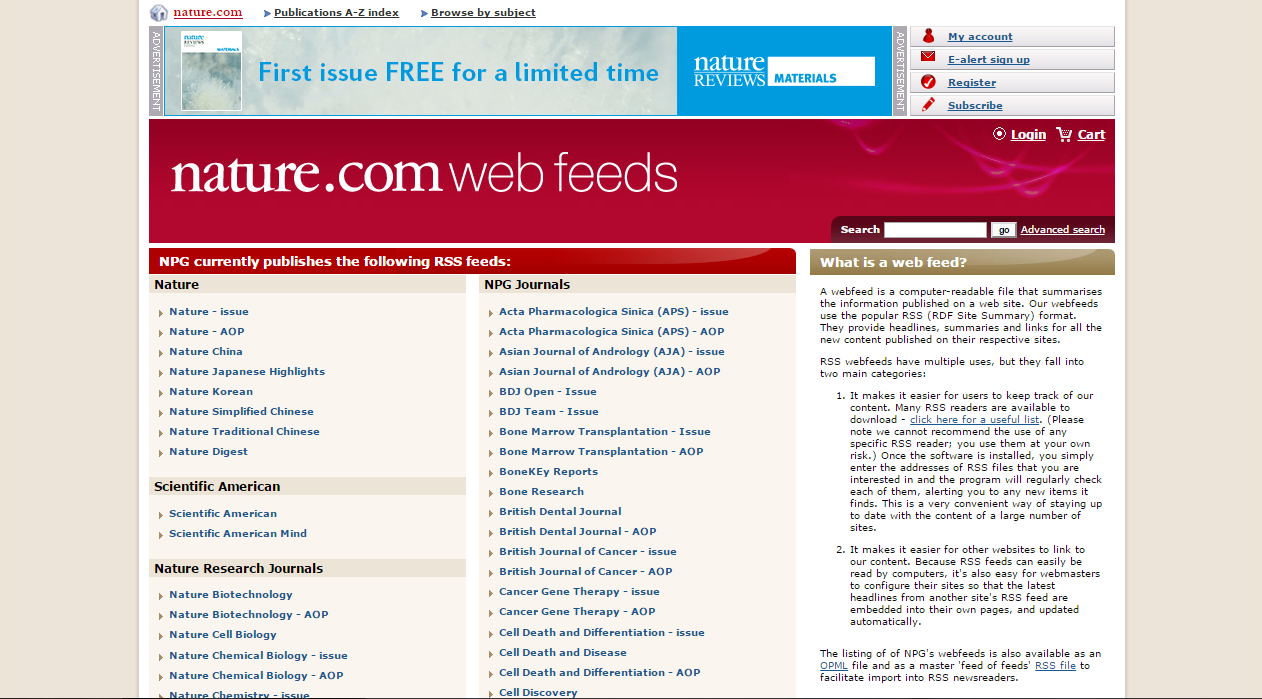 nature.com
Publications A-Z index
Browse by subject
ADVERTISEMENT
nature
REVIEWS
MATERIALS
First issue FREE for a limited time
nature
REVIEWS MATERIALS
ADVERTISEMENT
My account
E-alert sign up
Register
Subscribe
Login
Cart
nature.com web feeds
Search
go
Advanced search
NPG currently publishes the following RSS feeds:
Nature
Nature - issue
Nature - AOP
Nature China
Nature Japanese Highlights
Nature Korean
Nature Simplified Chinese
Nature Traditional Chinese
Nature Digest
Scientific American
Scientific American
Scientific American Mind
Nature Research Journals
Nature Biotechnology
Nature Biotechnology - AOP
Nature Cell Biology
Nature Chemical Biology - issue
Nature Chemical Biology - AOP
Nature Chemistry - issue
NPG Journals
Acta Pharmacologica Sinica (APS) - issue
Acta Pharmacologica Sinica (APS) - AOP
Asian Journal of Andrology (AJA) - issue
Asian Journal of Andrology (AJA) - AOP
BDJ Open - Issue
BDJ Team - Issue
Bone Marrow Transplantation - Issue
Bone Marrow Transplantation - AOP
BoneKEy Reports
Bone Research
British Dental Journal
British Dental Journal - AOP
British Journal of Cancer - issue
British Journal of Cancer - AOP
Cancer Gene Therapy - issue
Cancer Gene Therapy - AOP
Cell Death and Differentiation - issue
Cell Death and Disease
Cell Death and Differentiation - AOP
Cell Discovery
What is a web feed?
A webfeed is a computer-readable file that summarises
the information published on a web site. Our webfeeds
use the popular RSS (RDF Site Summary) format.
They provide headlines, summaries and links for all the
new content published on their respective sites.
RSS webfeeds have multiple uses, but they fall into
two main categories:
1. It makes it easier for users to keep track of our
content. Many RSS readers are available to
download - click here for a useful list. (Please
note we cannot recommend the use of any
specific RSS reader; you use them at your own
risk.) Once the software is installed, you simply
enter the addresses of RSS files that you are
interested in and the program will regularly check
each of them, alerting you to any new items it
finds. This is a very convenient way of staying up
to date with the content of a large number of
sites.
2. It makes it easier for other websites to link to
our content. Because RSS feeds can easily be
read by computers, it's also easy for webmasters
to configure their sites so that the latest
headlines from another site's RSS feed are
embedded into their own pages, and updated
automatically.
The listing of of NPG's webfeeds is also available as an
OPML file and as a master 'feed of feeds' RSS file to
facilitate import into RSS newsreaders.